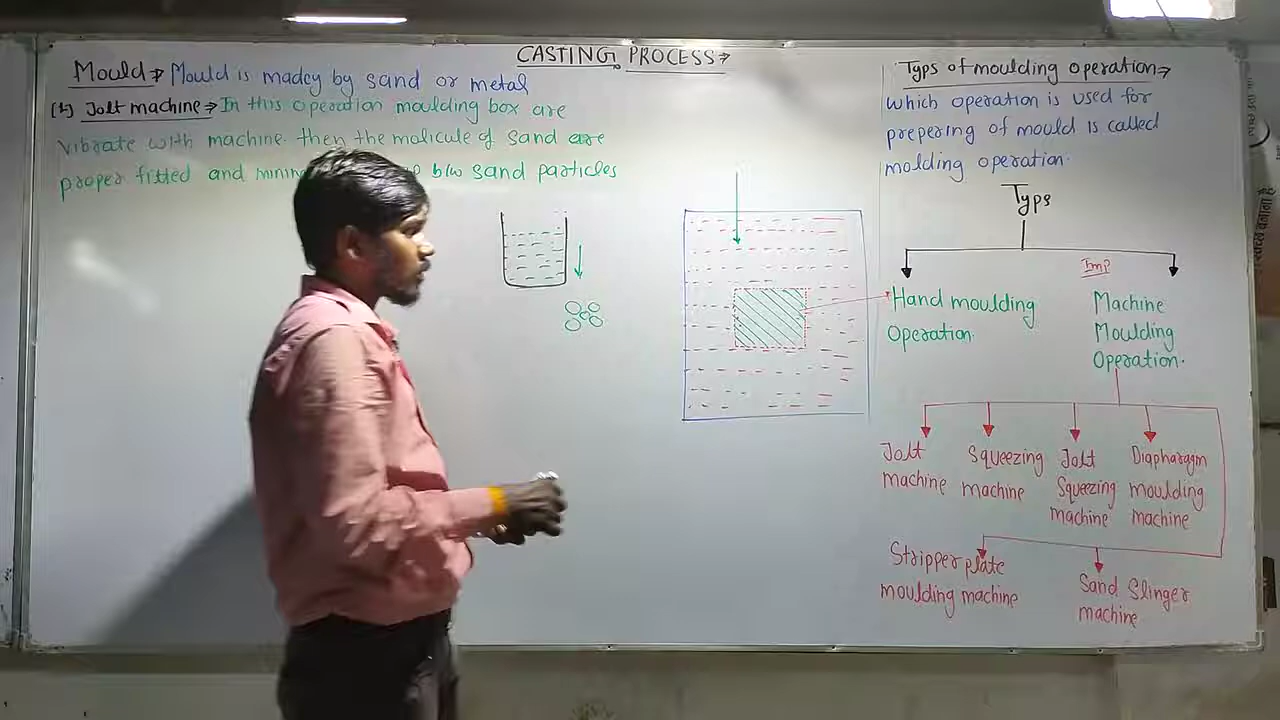 CASTING PROCESS
Mould Mould is madey by sand or metal
(1) Jolt machine In this operation moulding box are
vibrate with machine. then the molicule of sand are
proper fitted and b/w sand particles
Typs of moulding operation
which operation is used for
prepering of mould is called
molding operation.
Typs
Imp
Hand moulding
Operation.
Machine
Moulding
Operation.
Jolt
machine
Squeezing
machine
Jolt
Squeezing
machine
Diapharagm
moulding
machine
Stripper plate
moulding machine
Sand Slinger
machine